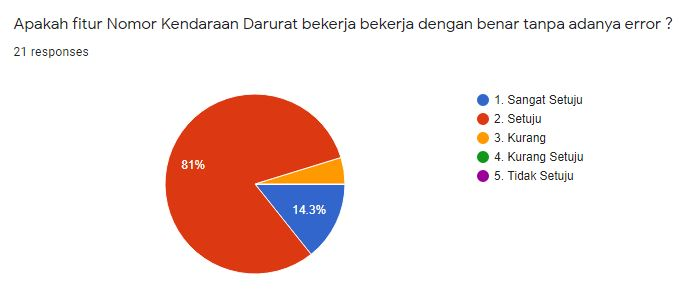 Apakah fitur Nomor Kendaraan Darurat bekerja bekerja dengan benar tanpa adanya error ?
21 responses
81%
14.3%
1. Sangat Setuju
2. Setuju
3. Kurang
4. Kurang Setuju
5. Tidak Setuju